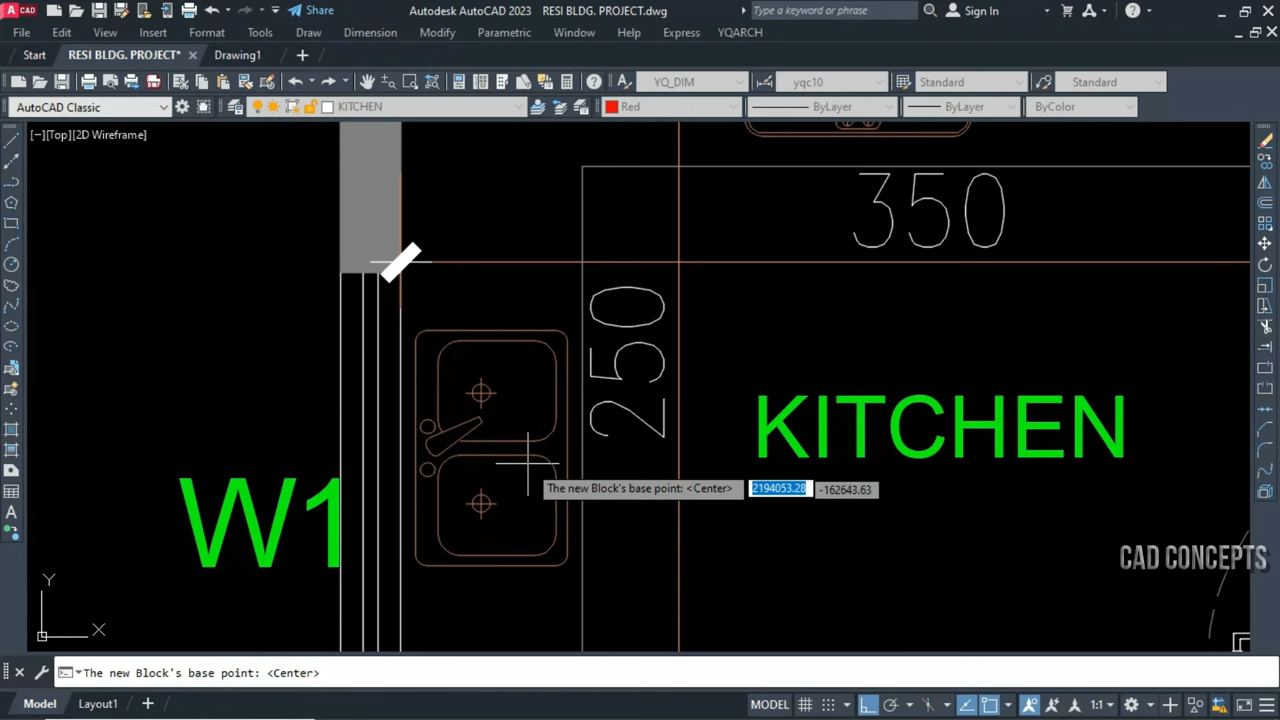 CAD
Share
Autodesk AutoCAD 2023 RESI BLDG. PROJECT.dwg
Type a keyword or phrase
Sign In
File Edit View Insert Format Tools Draw Dimension Modify Parametric Window Help Express YQARCH
Start RESI BLDG. PROJECT* Drawing1
YQ_DIM yqc10 Standard Standard
AutoCAD Classic KITCHEN Red ByLayer ByLayer ByColor
[−][Top][2D Wireframe]
350
250
KITCHEN
W1
The new Block's base point: <Center> 2194053.28 -162643.63
CAD CONCEPTS
Y
X
The new Block's base point: <Center>
Model Layout1 MODEL 1:1